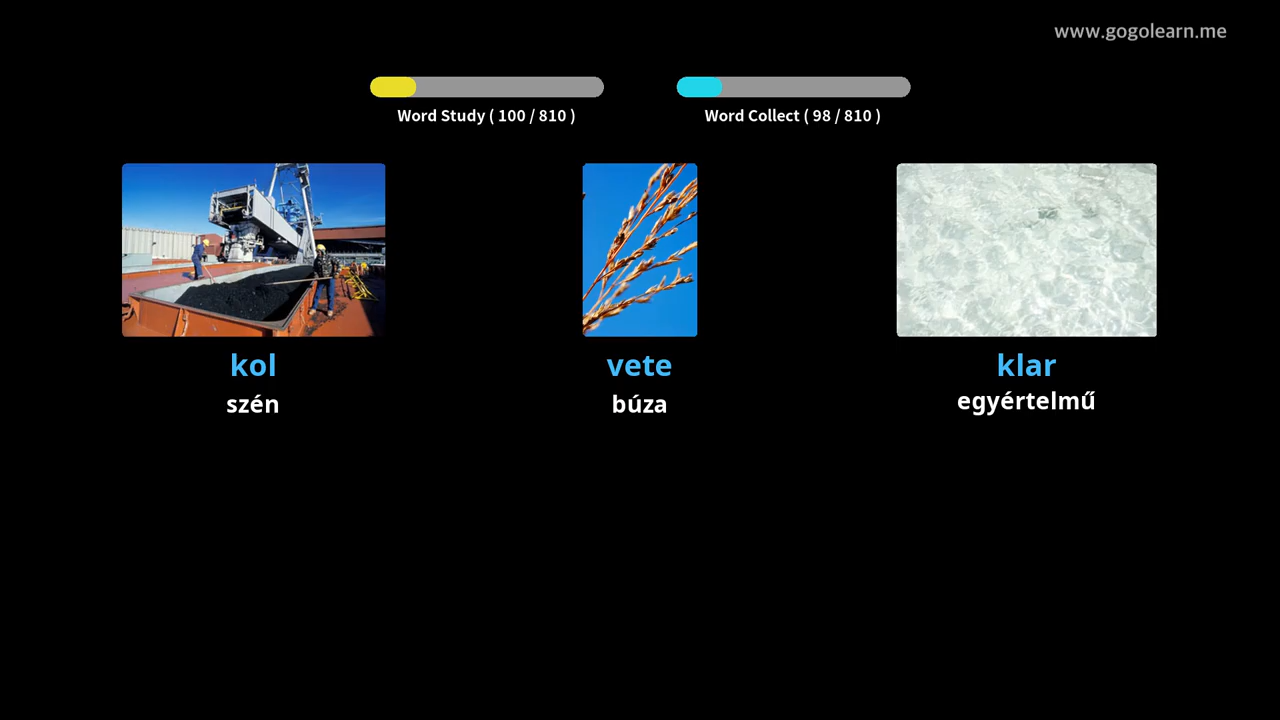 www.gogolearn.me
Word Study ( 100 / 810 )
Word Collect ( 98 / 810 )
kol
vete
klar
szén
búza
egyértelmű